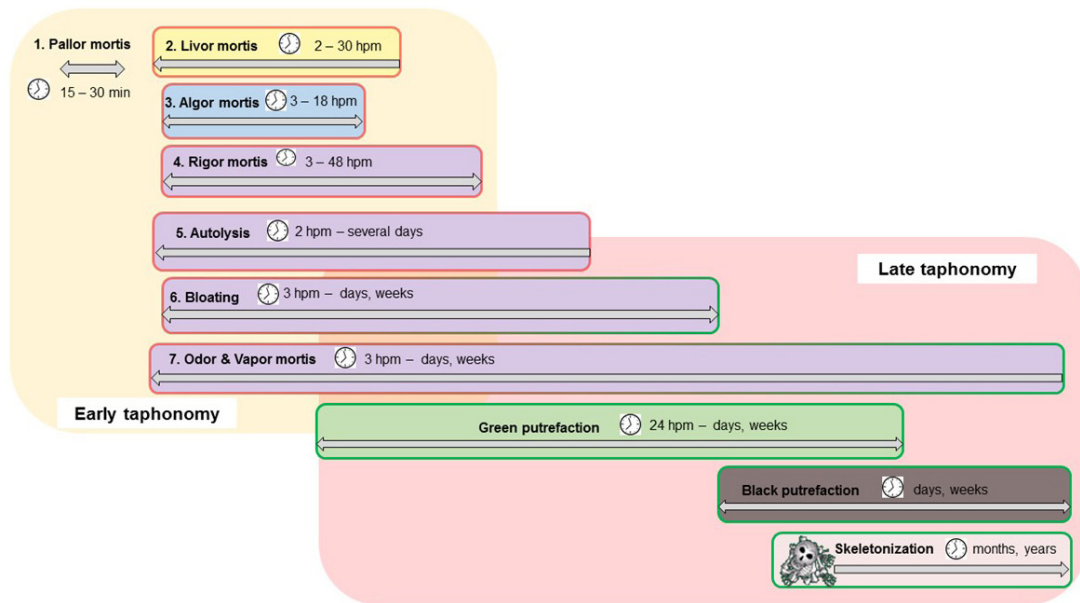 1. Pallor mortis
15 – 30 min
2. Livor mortis 2 – 30 hpm
3. Algor mortis 3 – 18 hpm
4. Rigor mortis 3 – 48 hpm
5. Autolysis 2 hpm – several days
Late taphonomy
6. Bloating 3 hpm – days, weeks
7. Odor & Vapor mortis 3 hpm – days, weeks
Early taphonomy
Green putrefaction 24 hpm – days, weeks
Black putrefaction days, weeks
Skeletonization months, years